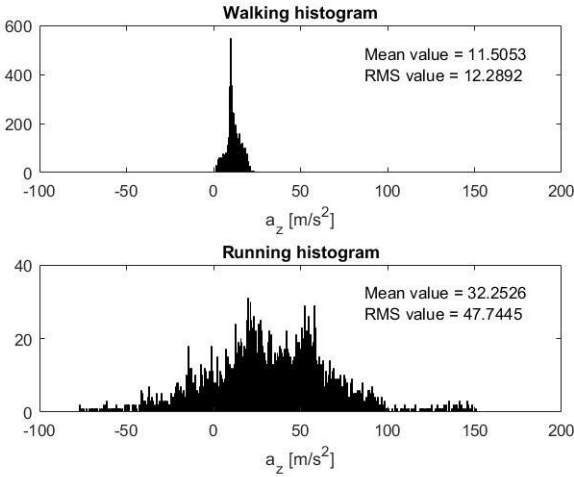 Walking histogram
600
400
200
0
Mean value = 11.5053
RMS value = 12.2892
-100 -50 0 50 100 150 200
a_z [m/s^2]
Running histogram
40
20
0
Mean value = 32.2526
RMS value = 47.7445
-100 -50 0 50 100 150 200
a_z [m/s^2]